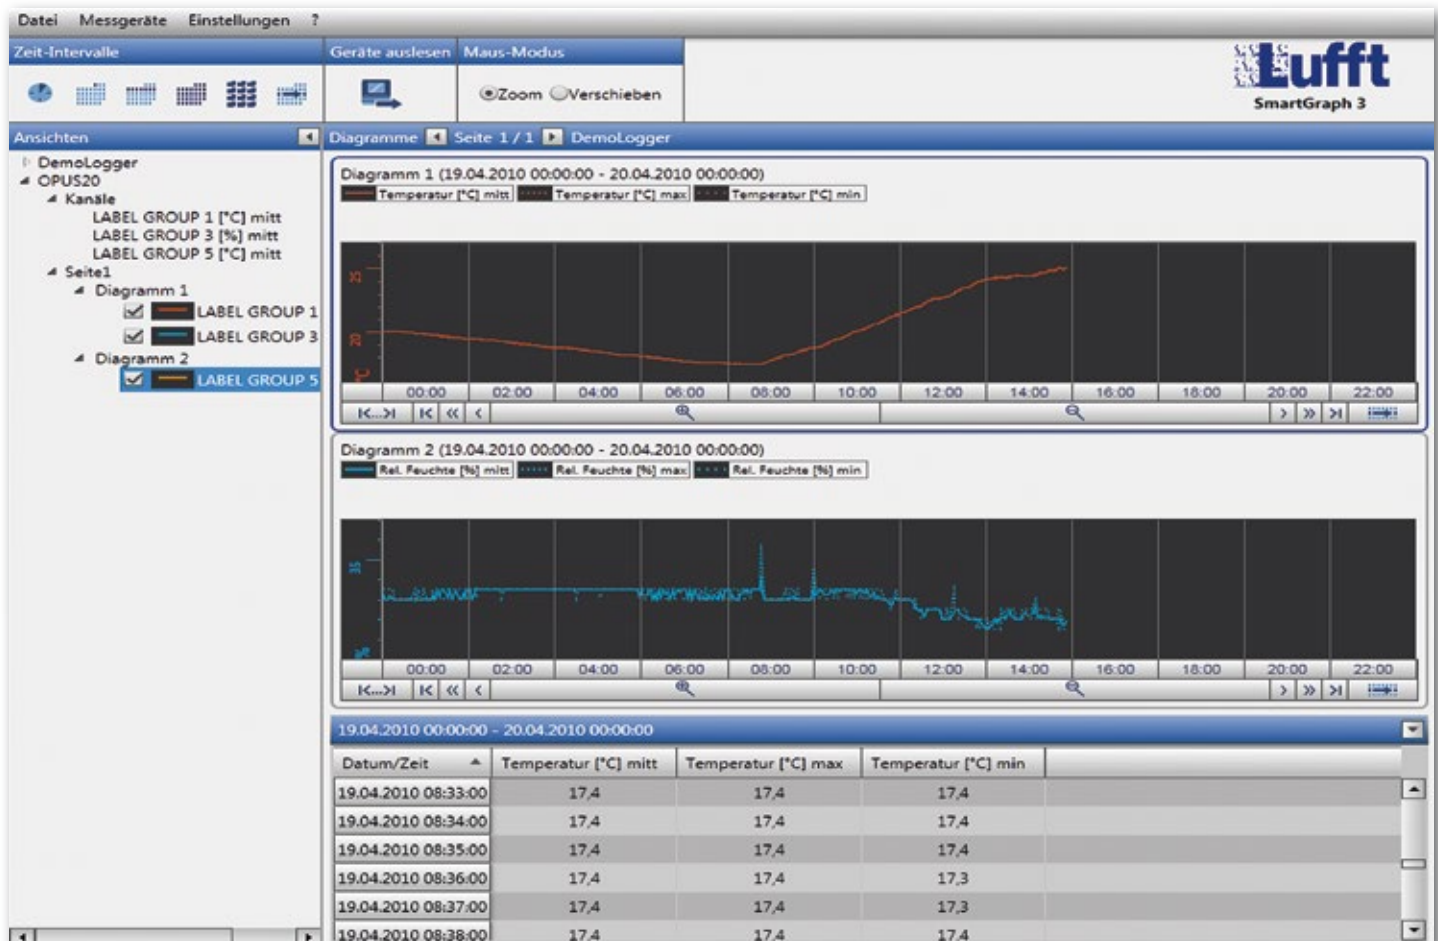 Datei Messgeräte Einstellungen ?
Zeit-Intervalle Geräte auslesen Maus-Modus
Zoom Verschieben
Lufft
SmartGraph 3
Ansichten
DemoLogger
OPUS20
Kanäle
LABEL GROUP 1 [°C] mitt
LABEL GROUP 3 [%] mitt
LABEL GROUP 5 [°C] mitt
Seite1
Diagramm 1
LABEL GROUP 1
LABEL GROUP 3
Diagramm 2
LABEL GROUP 5
Diagramme Seite 1 / 1 DemoLogger
Diagramm 1 (19.04.2010 00:00:00 - 20.04.2010 00:00:00)
Temperatur [°C] mitt Temperatur [°C] max Temperatur [°C] min
25
20
°C
00:00 02:00 04:00 06:00 08:00 10:00 12:00 14:00 16:00 18:00 20:00 22:00
Diagramm 2 (19.04.2010 00:00:00 - 20.04.2010 00:00:00)
Rel. Feuchte [%] mitt Rel. Feuchte [%] max Rel. Feuchte [%] min
35
%
00:00 02:00 04:00 06:00 08:00 10:00 12:00 14:00 16:00 18:00 20:00 22:00
19.04.2010 00:00:00 - 20.04.2010 00:00:00
Datum/Zeit Temperatur [°C] mitt Temperatur [°C] max Temperatur [°C] min
19.04.2010 08:33:00 17,4 17,4 17,4
19.04.2010 08:34:00 17,4 17,4 17,4
19.04.2010 08:35:00 17,4 17,4 17,4
19.04.2010 08:36:00 17,4 17,4 17,3
19.04.2010 08:37:00 17,4 17,4 17,3
19.04.2010 08:38:00 17,4 17,4 17,4